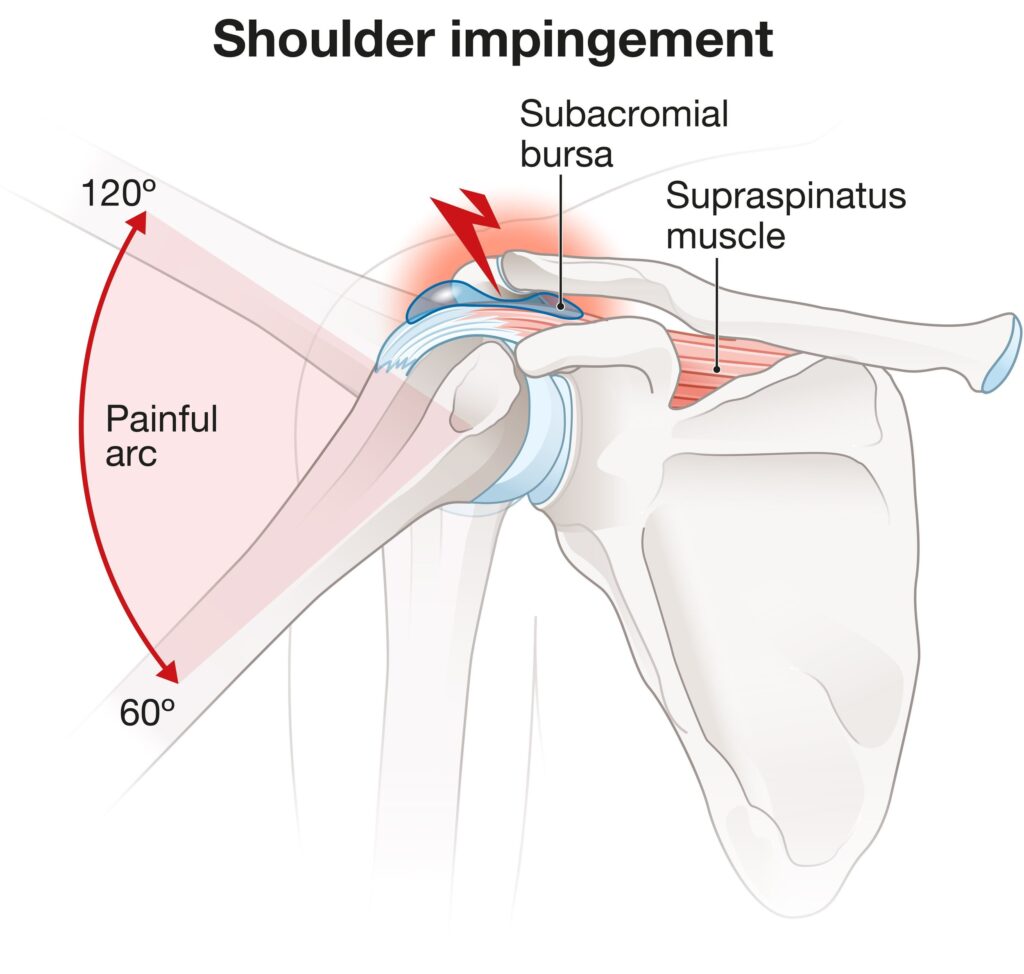 Shoulder impingement
Subacromial
bursa
Supraspinatus
muscle
120º
Painful
arc
60º